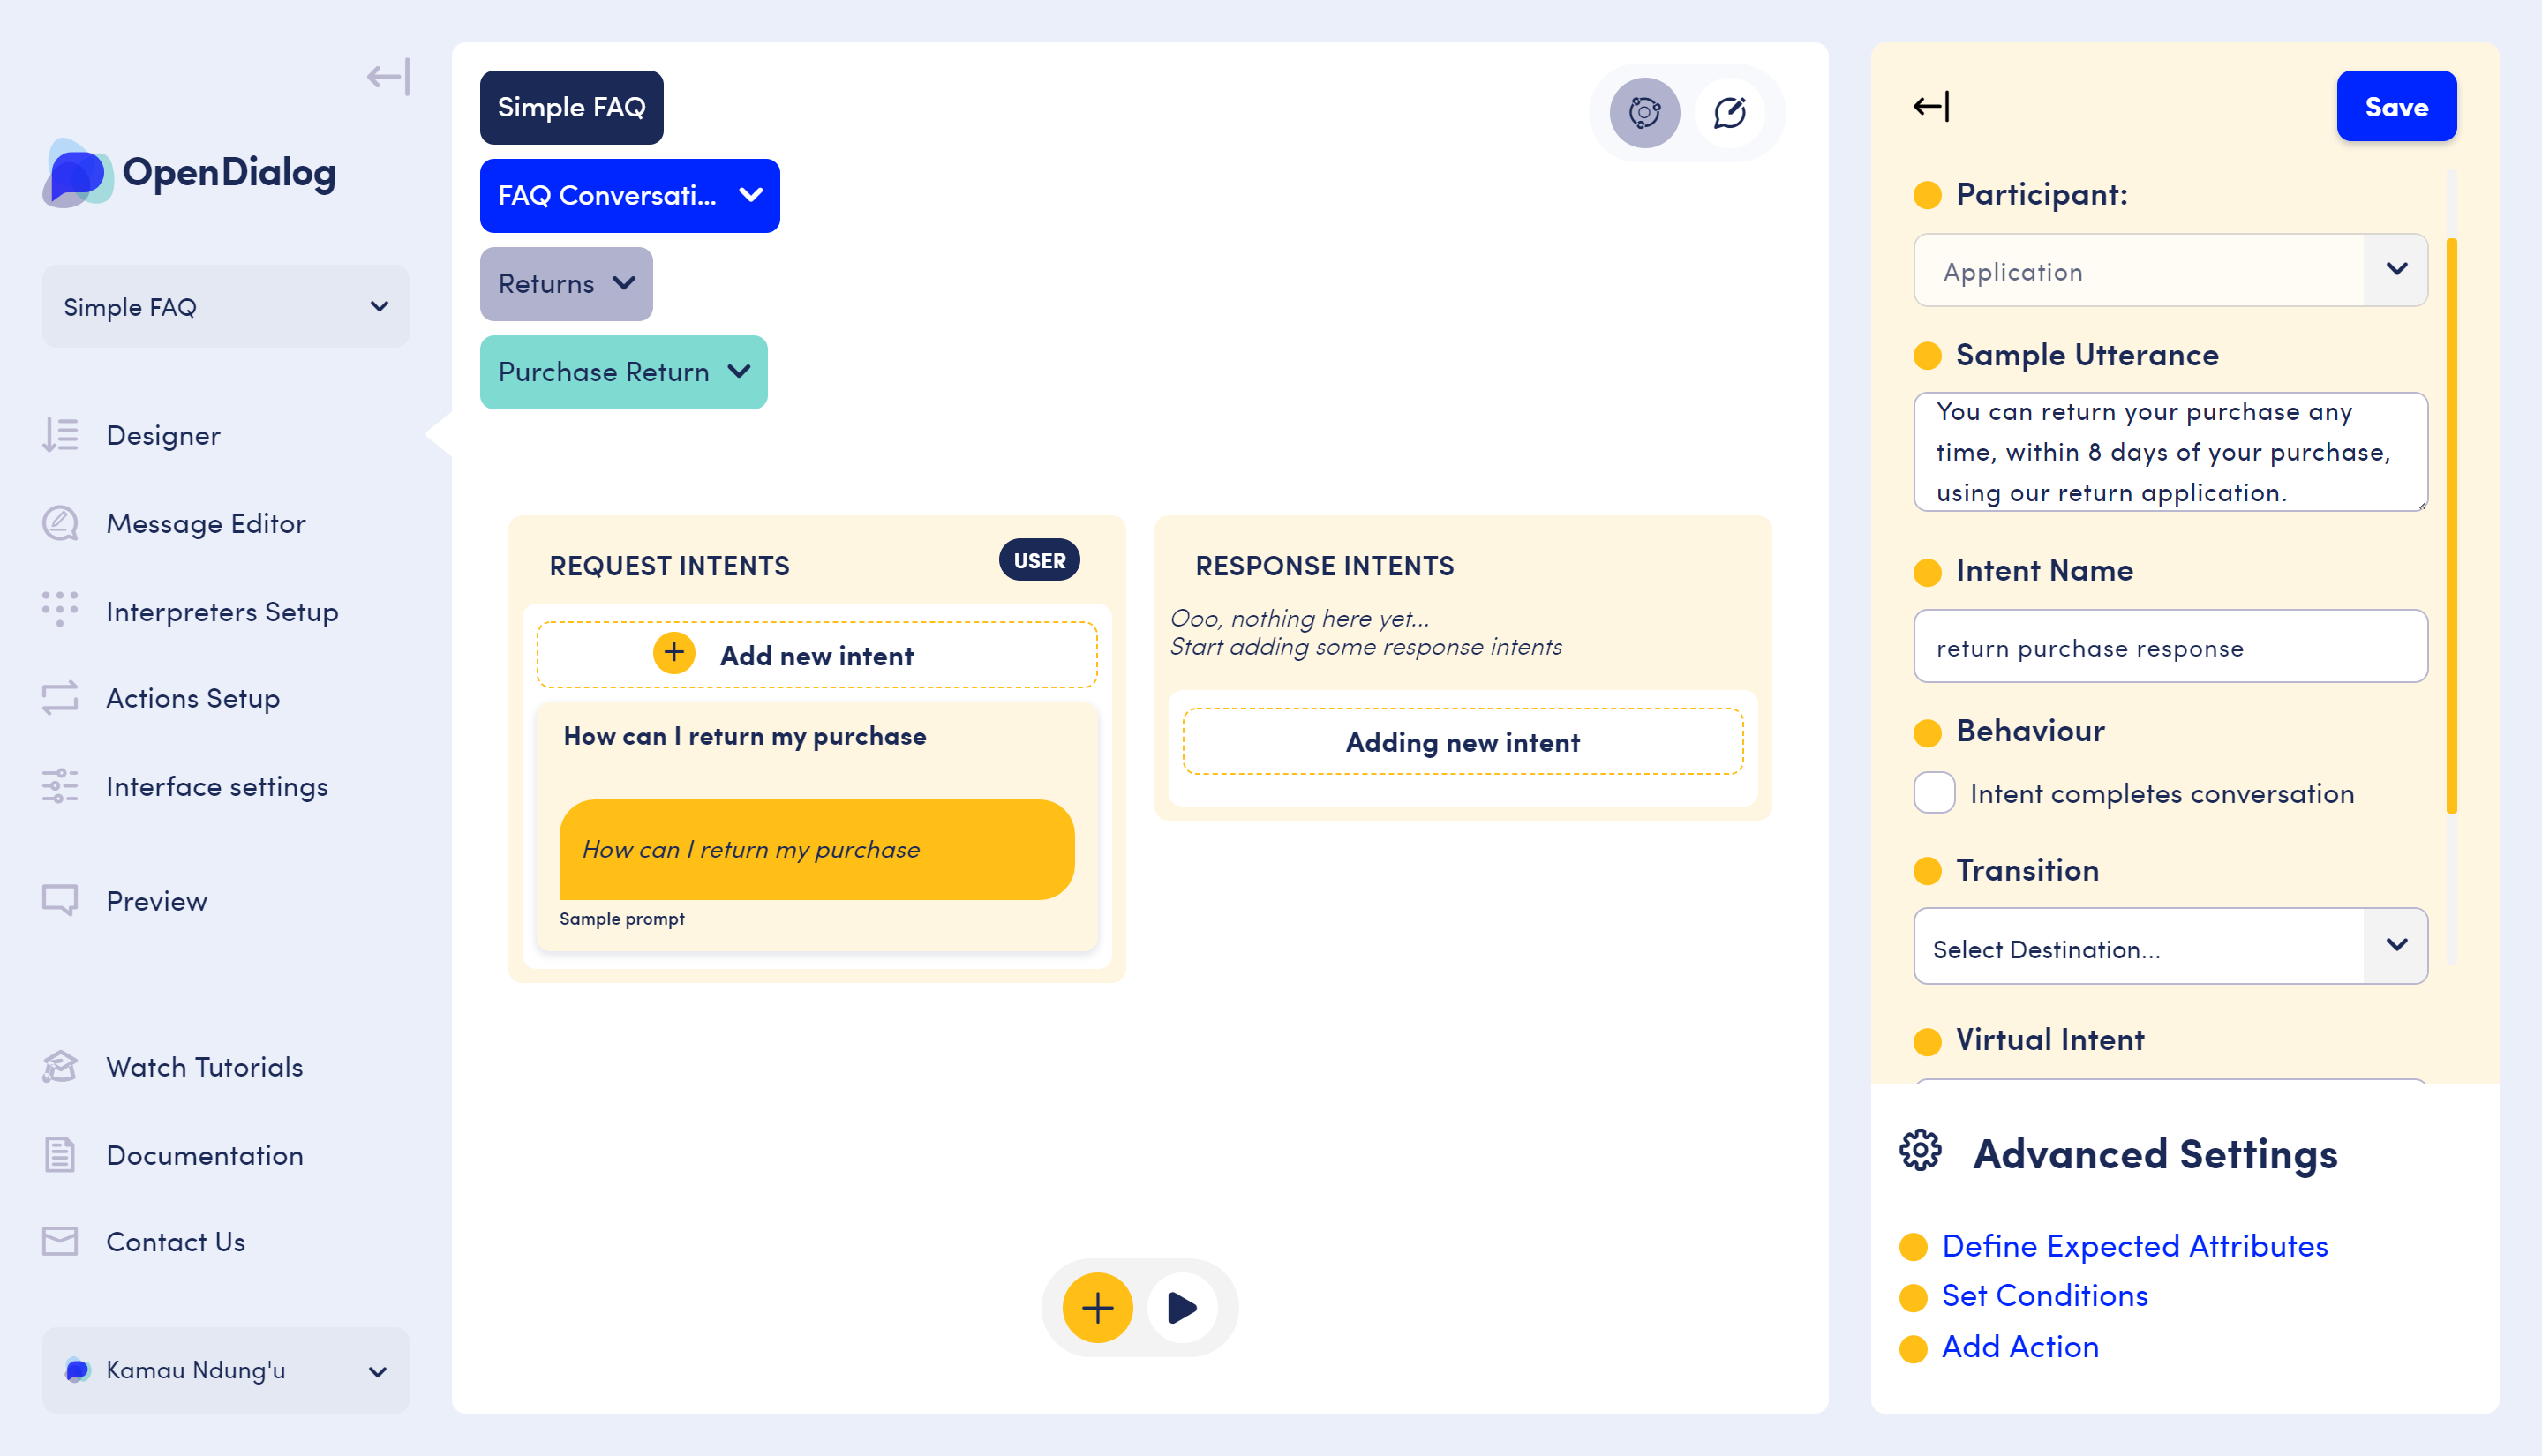 OpenDialog
Simple FAQ
Designer
Message Editor
Interpreters Setup
Actions Setup
Interface settings
Preview
Watch Tutorials
Documentation
Contact Us
Kamau Ndung'u
Simple FAQ
FAQ Conversati...
Returns
Purchase Return
REQUEST INTENTS
USER
Add new intent
How can I return my purchase
How can I return my purchase
Sample prompt
RESPONSE INTENTS
Ooo, nothing here yet...
Start adding some response intents
Adding new intent
Save
Participant:
Application
Sample Utterance
You can return your purchase any
time, within 8 days of your purchase,
using our return application.
Intent Name
return purchase response
Behaviour
Intent completes conversation
Transition
Select Destination...
Virtual Intent
Advanced Settings
Define Expected Attributes
Set Conditions
Add Action